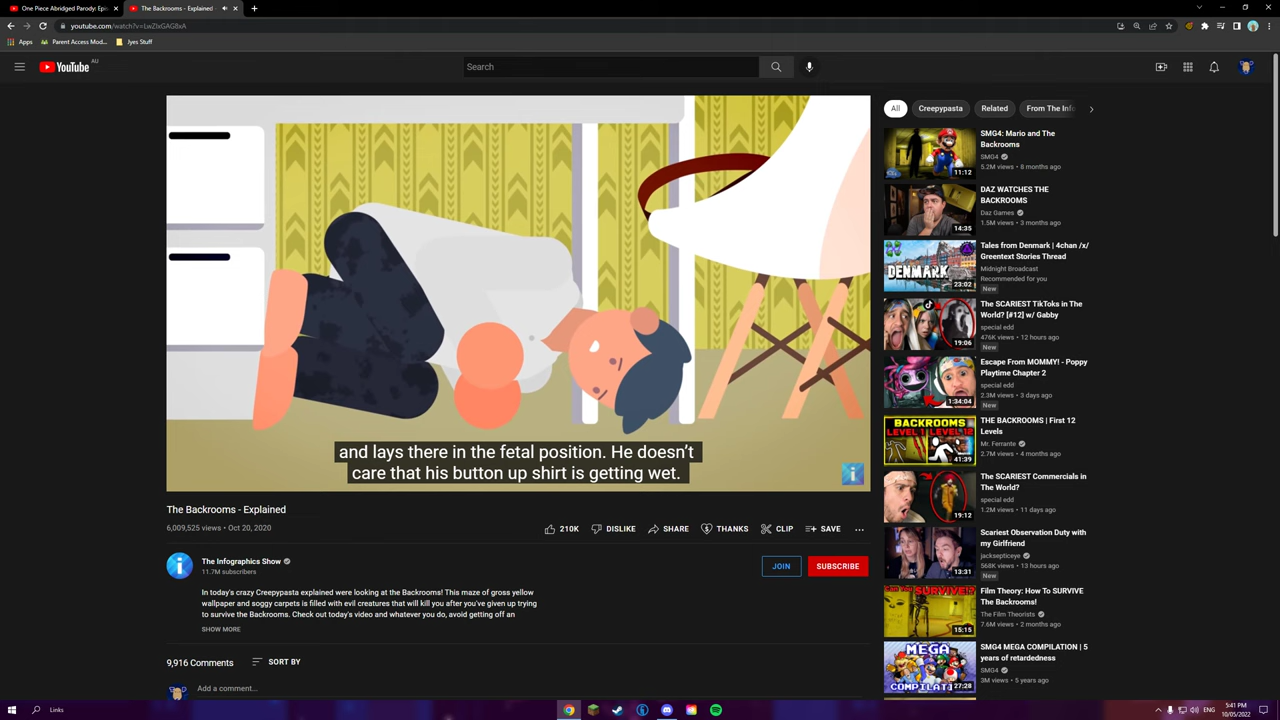 One Piece Abridged Parody: Epi
The Backrooms - Explained
youtube.com/watch?v=LwZlxGAG8xA
Apps
Parent Access Mod...
Jyes Stuff
YouTube
AU
Search
and lays there in the fetal position. He doesn't
care that his button up shirt is getting wet.
The Backrooms - Explained
6,009,525 views • Oct 20, 2020
210K
DISLIKE
SHARE
THANKS
CLIP
SAVE
The Infographics Show
11.7M subscribers
JOIN
SUBSCRIBE
In today's crazy Creepypasta explained were looking at the Backrooms! This maze of gross yellow
wallpaper and soggy carpets is filled with evil creatures that will kill you after you've given up trying
to survive the Backrooms. Check out today's video and whatever you do, avoid getting off an
SHOW MORE
9,916 Comments
SORT BY
Add a comment...
All
Creepypasta
Related
From The Info
11:12
SMG4: Mario and The
Backrooms
SMG4
5.2M views • 8 months ago
14:35
DAZ WATCHES THE
BACKROOMS
Daz Games
1.5M views • 3 months ago
DENMARK
23:02
Tales from Denmark | 4chan /x/
Greentext Stories Thread
Midnight Broadcast
Recommended for you
New
19:06
The SCARIEST TikToks in The
World? [#12] w/ Gabby
special edd
476K views • 12 hours ago
New
1:34:04
Escape From MOMMY! - Poppy
Playtime Chapter 2
special edd
2.3M views • 3 days ago
New
BACKROOMS
LEVEL 1 LEVEL 12
41:39
THE BACKROOMS | First 12
Levels
Mr. Ferrante
2.7M views • 4 months ago
19:12
The SCARIEST Commercials in
The World?
special edd
1.2M views • 11 days ago
13:31
Scariest Observation Duty with
my Girlfriend
jacksepticeye
568K views • 13 hours ago
New
SURVIVE!?
15:15
Film Theory: How To SURVIVE
The Backrooms!
The Film Theorists
7.6M views • 2 months ago
MEGA
COMPILATION
27:28
SMG4 MEGA COMPILATION | 5
years of retardedness
SMG4
3M views • 5 years ago
Links
ENG
5:41 PM
10/05/2022